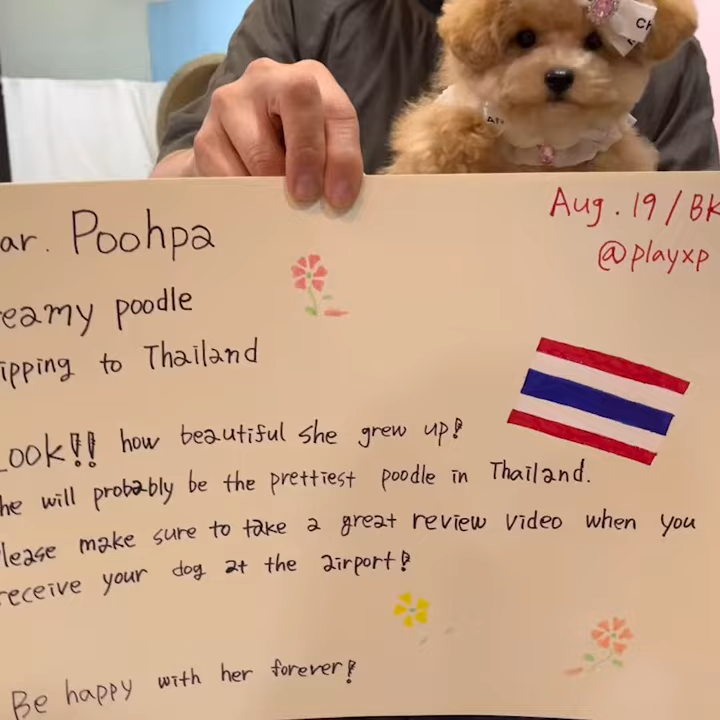 CH
ar. Poohpa
Aug. 19 / BK
@playxp
eamy poodle
ipping to Thailand
Look!! how beautiful she grew up!
he will probably be the prettiest poodle in Thailand.
lease make sure to take a great review video when you
receive your dog at the airport!
Be happy with her forever!